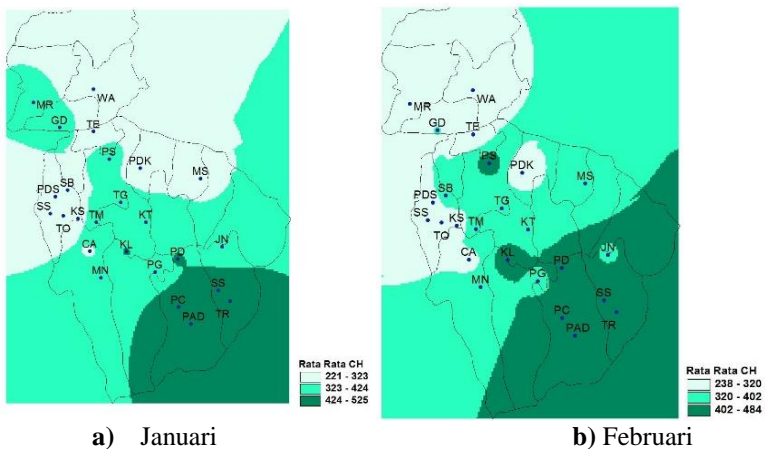 MR
WA
GD
TE
PS
PDK
MS
PDS SB
TG
SS
TO KS TM
KT
CA
KL
PD
JN
MN
PG
SS
PC
PAD
TR
Rata Rata CH
221 - 323
323 - 424
424 - 525
a) Januari
MR
WA
GD
TE
PS
PDK
MS
PDS SB
TG
SS
TO KS TM
KT
CA
KL
PD
JN
MN
PG
SS
PC
PAD
TR
Rata Rata CH
238 - 320
320 - 402
402 - 484
b) Februari